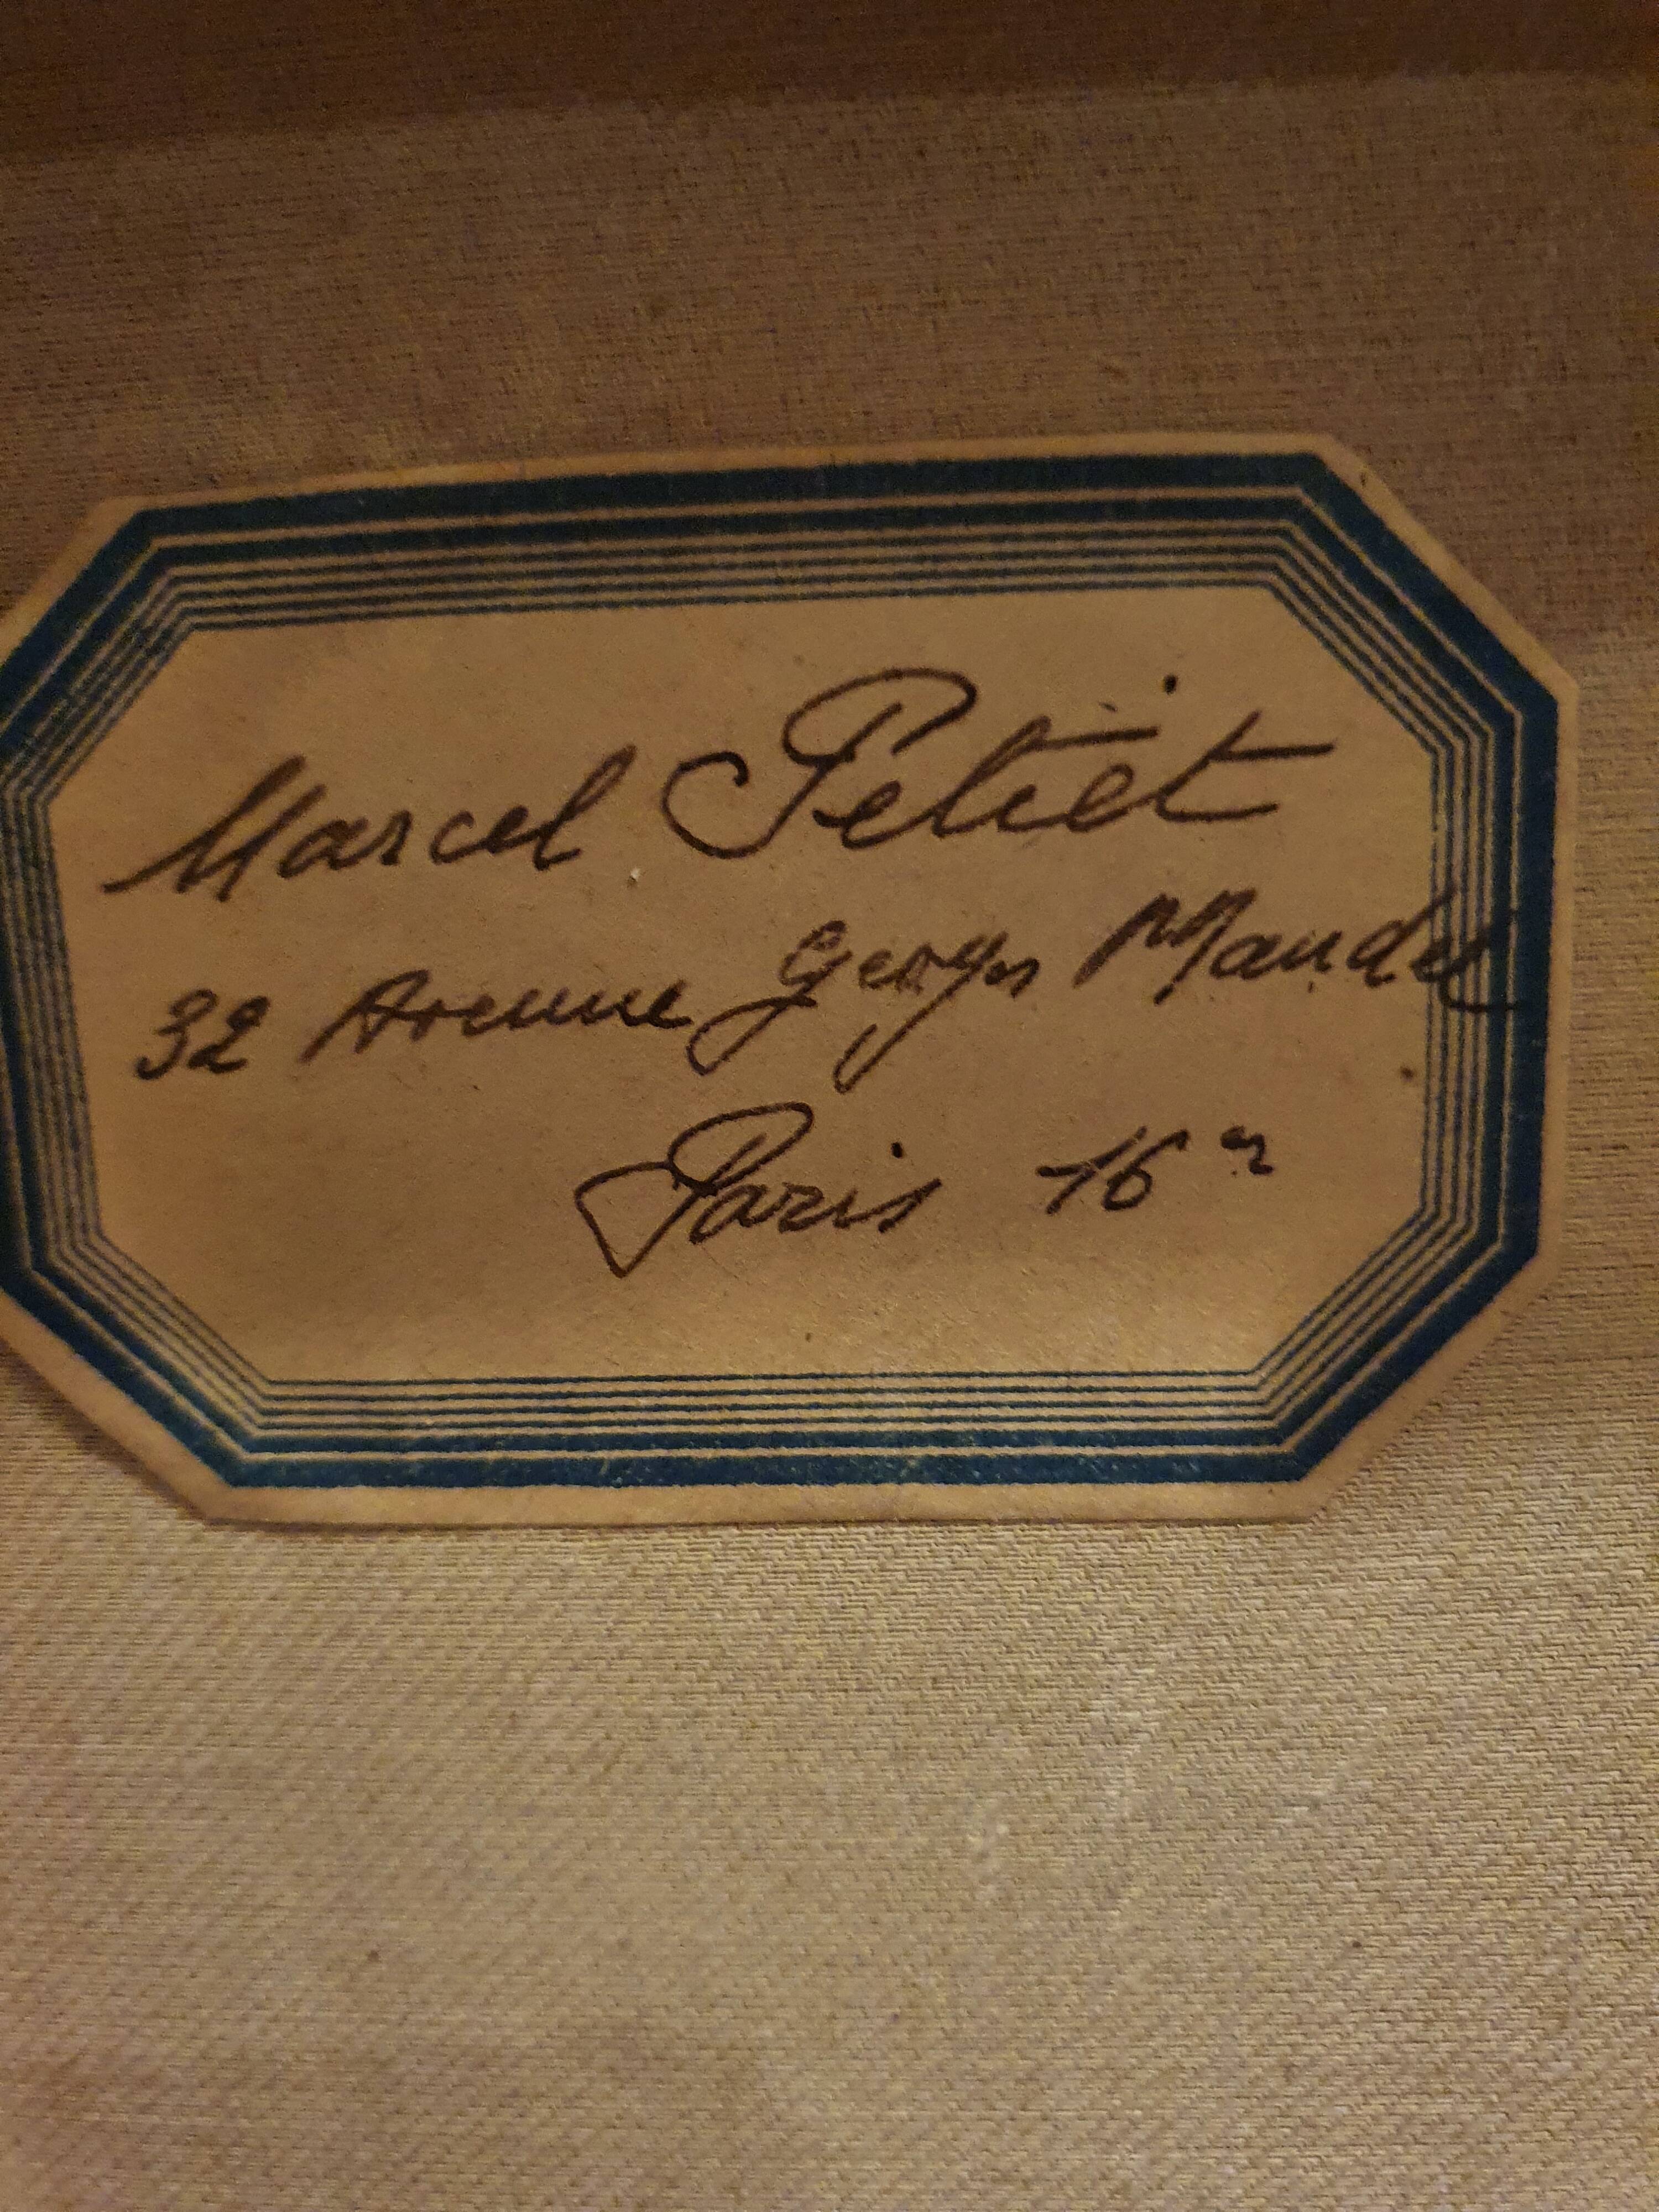 Marcel Petiet
32 Avenue Georges Mandel
Paris 16e